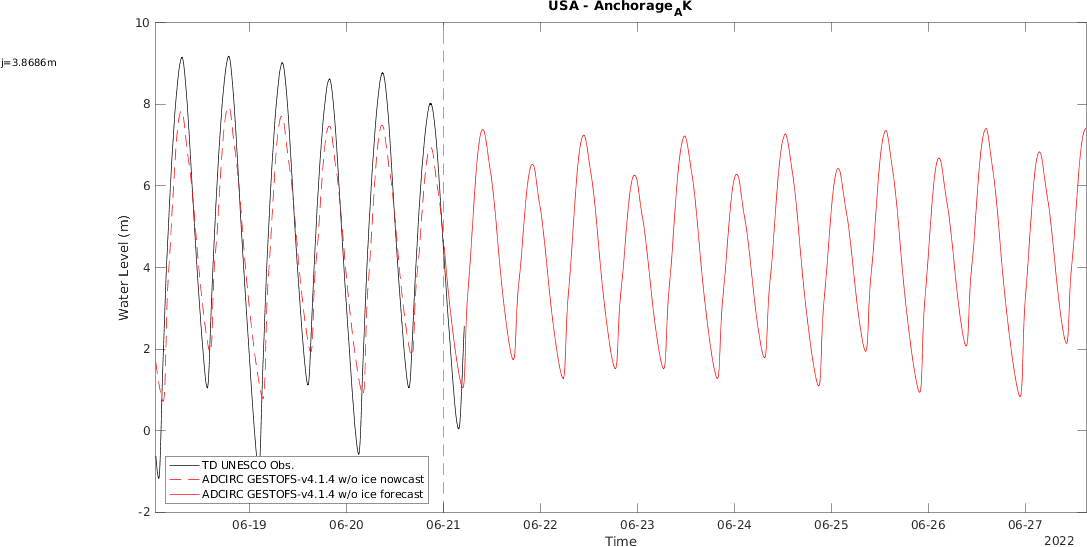 USA - Anchorage_AK
j=3.8686m
10
8
6
4
2
0
-2
Water Level (m)
TD UNESCO Obs.
ADCIRC GESTOFS-v4.1.4 w/o ice nowcast
ADCIRC GESTOFS-v4.1.4 w/o ice forecast
06-19 06-20 06-21 06-22 06-23 06-24 06-25 06-26 06-27
Time
2022